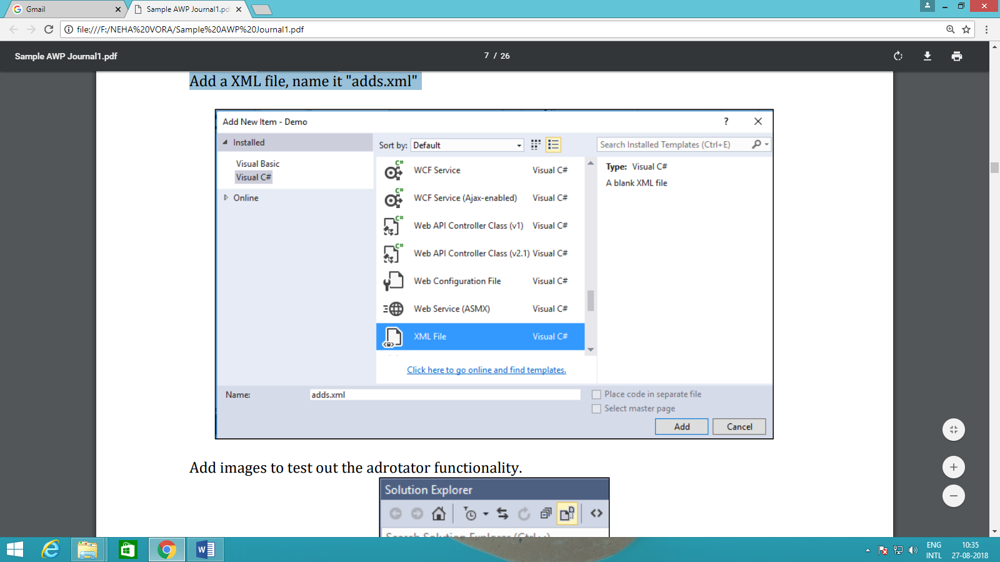 Gmail
Sample AWP Journal1.pd
file:///F:/NEHA%20VORA/Sample%20AWP%20Journal1.pdf
Sample AWP Journal1.pdf
7 / 26
Add a XML file, name it "adds.xml"
Add New Item - Demo
?
Installed
Sort by: Default
Search Installed Templates (Ctrl+E)
Visual Basic
Visual C#
Online
WCF Service Visual C#
WCF Service (Ajax-enabled) Visual C#
Web API Controller Class (v1) Visual C#
Web API Controller Class (v2.1) Visual C#
Web Configuration File Visual C#
Web Service (ASMX) Visual C#
XML File Visual C#
Type: Visual C#
A blank XML file
Click here to go online and find templates.
Name: adds.xml
Place code in separate file
Select master page
Add Cancel
Add images to test out the adrotator functionality.
Solution Explorer
Search Solution Explorer (Ctrl+;)
ENG 10:35
INTL 27-08-2018